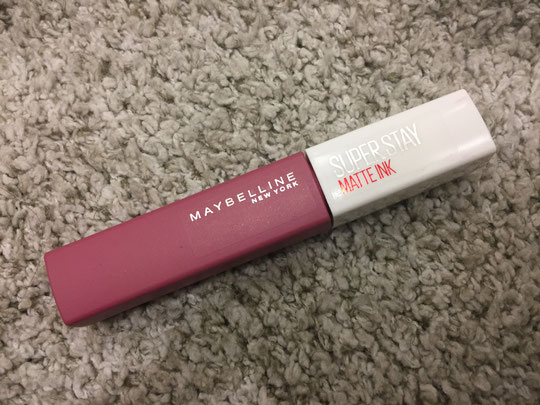 MAYBELLINE
NEW YORK
SUPER STAY
MATTE INK